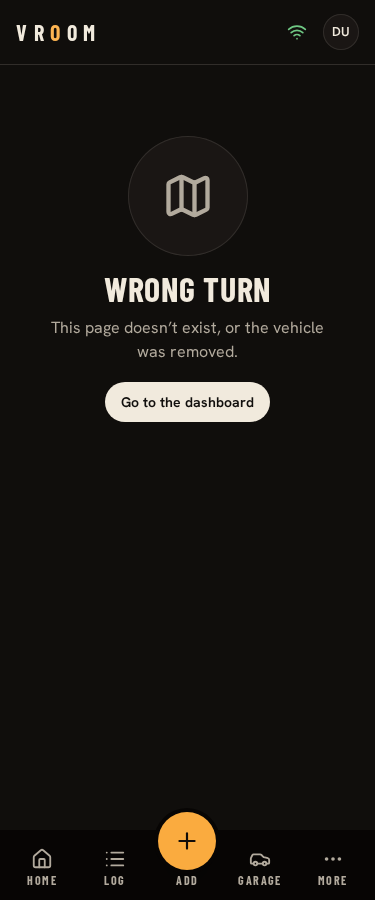 VROOM
DU
WRONG TURN
This page doesn’t exist, or the vehicle
was removed.
Go to the dashboard
HOME
LOG
ADD
GARAGE
MORE